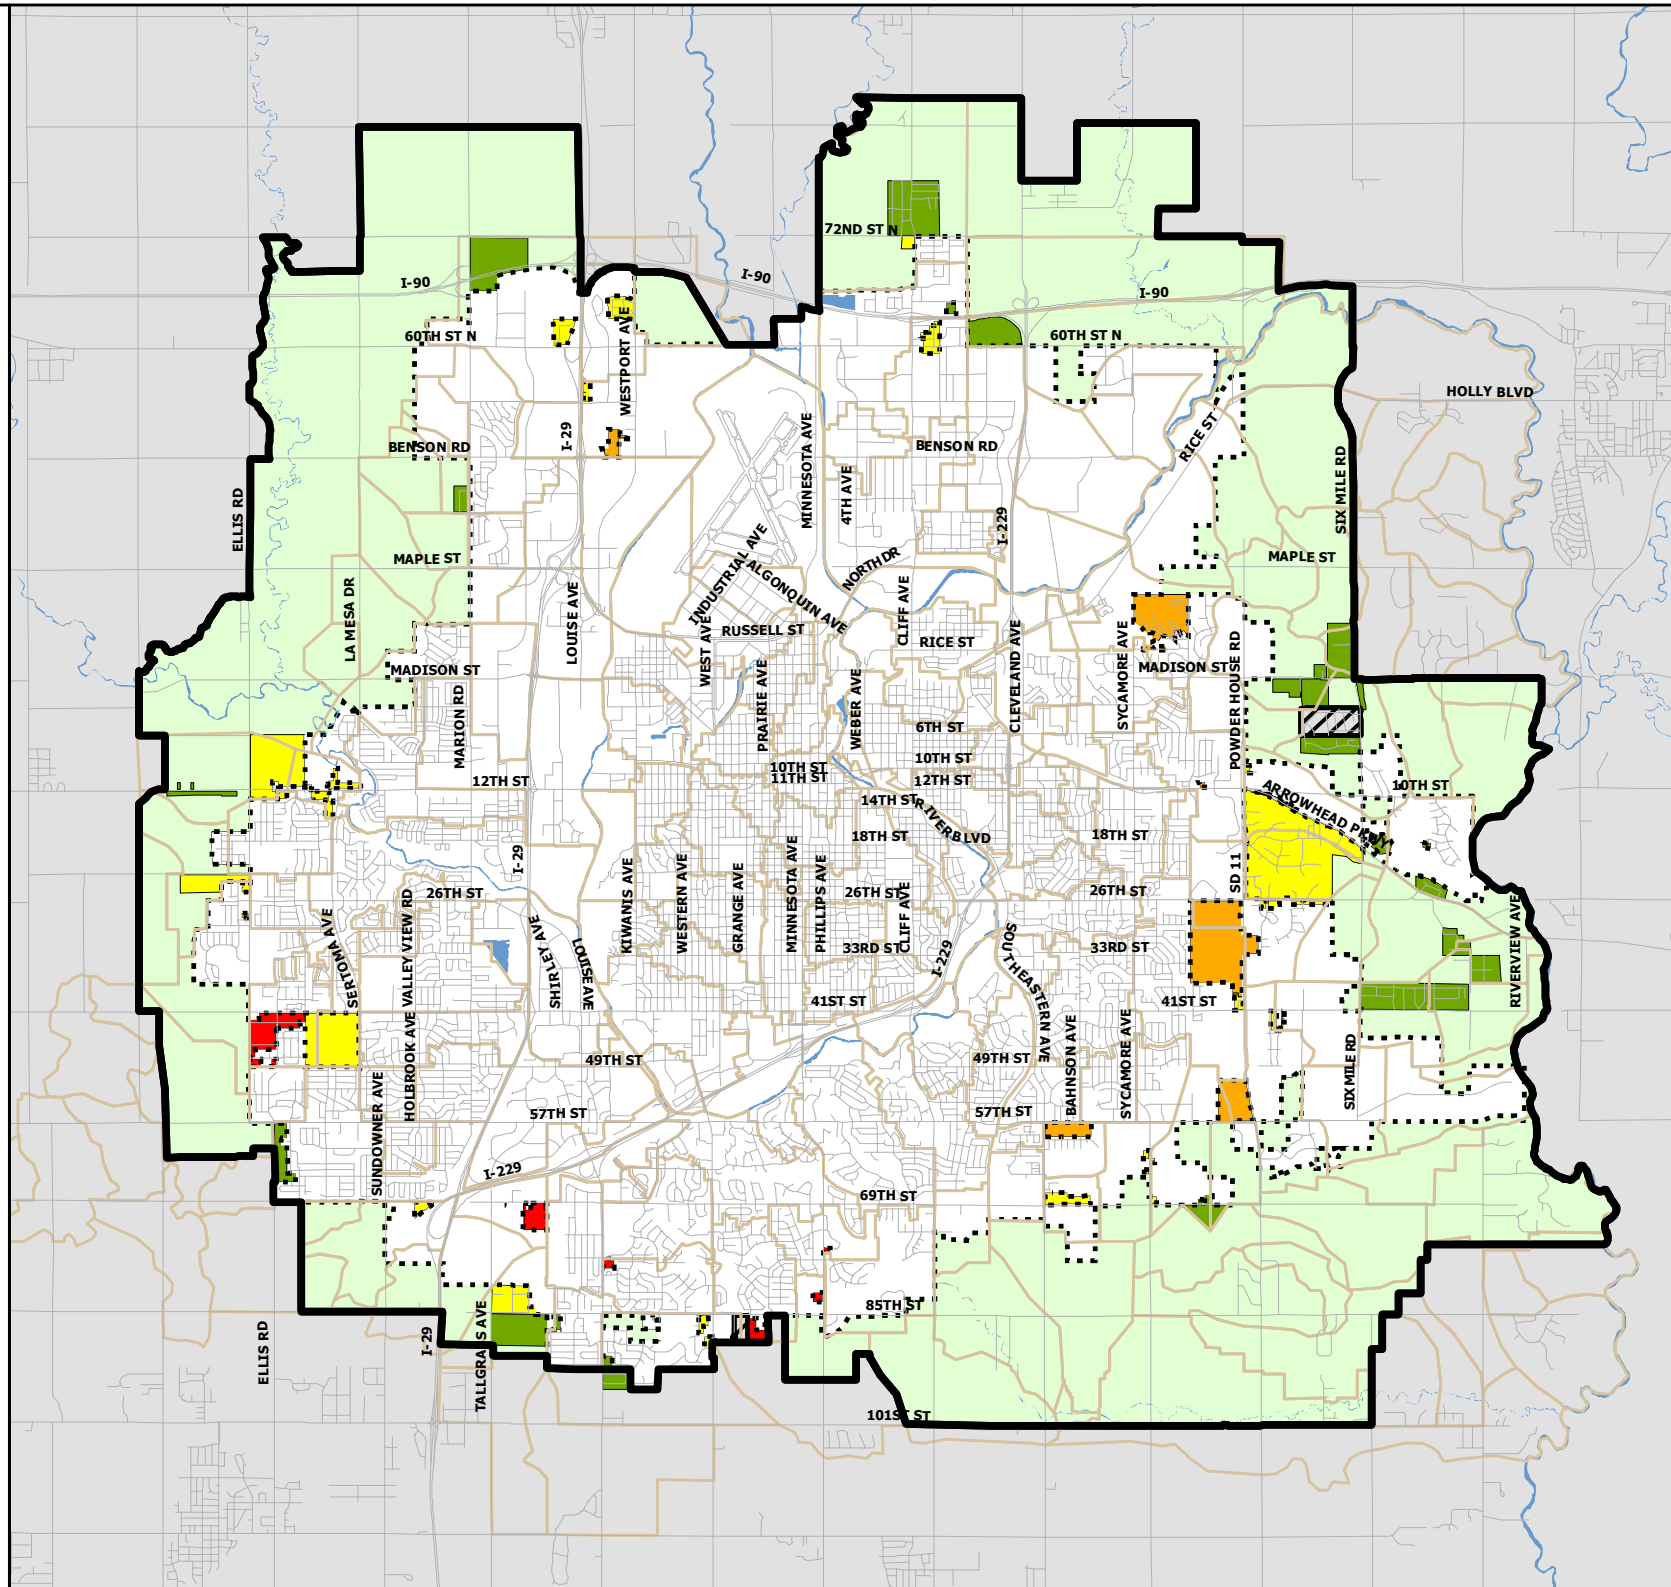 72ND ST N
I-90
I-90
I-90
60TH ST N
60TH ST N
WESTPORT AVE
HOLLY BLVD
I-29
BENSON RD
BENSON RD
RICE ST
MINNESOTA AVE
4TH AVE
SIX MILE RD
ELLIS RD
I-229
MAPLE ST
MAPLE ST
INDUSTRIAL AVE
ALGONQUIN AVE
NORTH DR
LA MESA DR
LOUISE AVE
CLIFF AVE
RUSSELL ST
RICE ST
WEST AVE
CLEVELAND AVE
SYCAMORE AVE
POWDER HOUSE RD
MADISON ST
MADISON ST
MARION RD
PRAIRIE AVE
WEBER AVE
6TH ST
10TH ST
10TH ST
11TH ST
12TH ST
12TH ST
10TH ST
ARROWHEAD PKWY
14TH ST
RIVER BLVD
18TH ST
18TH ST
I-29
SD 11
KIWANIS AVE
WESTERN AVE
GRANGE AVE
MINNESOTA AVE
PHILLIPS AVE
26TH ST
26TH ST
26TH ST
CLIFF AVE
SERTOMA AVE
VALLEY VIEW RD
SHIRLEY AVE
LOUISE AVE
33RD ST
33RD ST
I-229
SOUTHEASTERN AVE
RIVERVIEW AVE
41ST ST
41ST ST
HOLBROOK AVE
49TH ST
49TH ST
BAHNSON AVE
SYCAMORE AVE
SIX MILE RD
57TH ST
57TH ST
SUNDOWNER AVE
I-229
69TH ST
85TH ST
ELLIS RD
I-29
TALLGRASS AVE
101ST ST